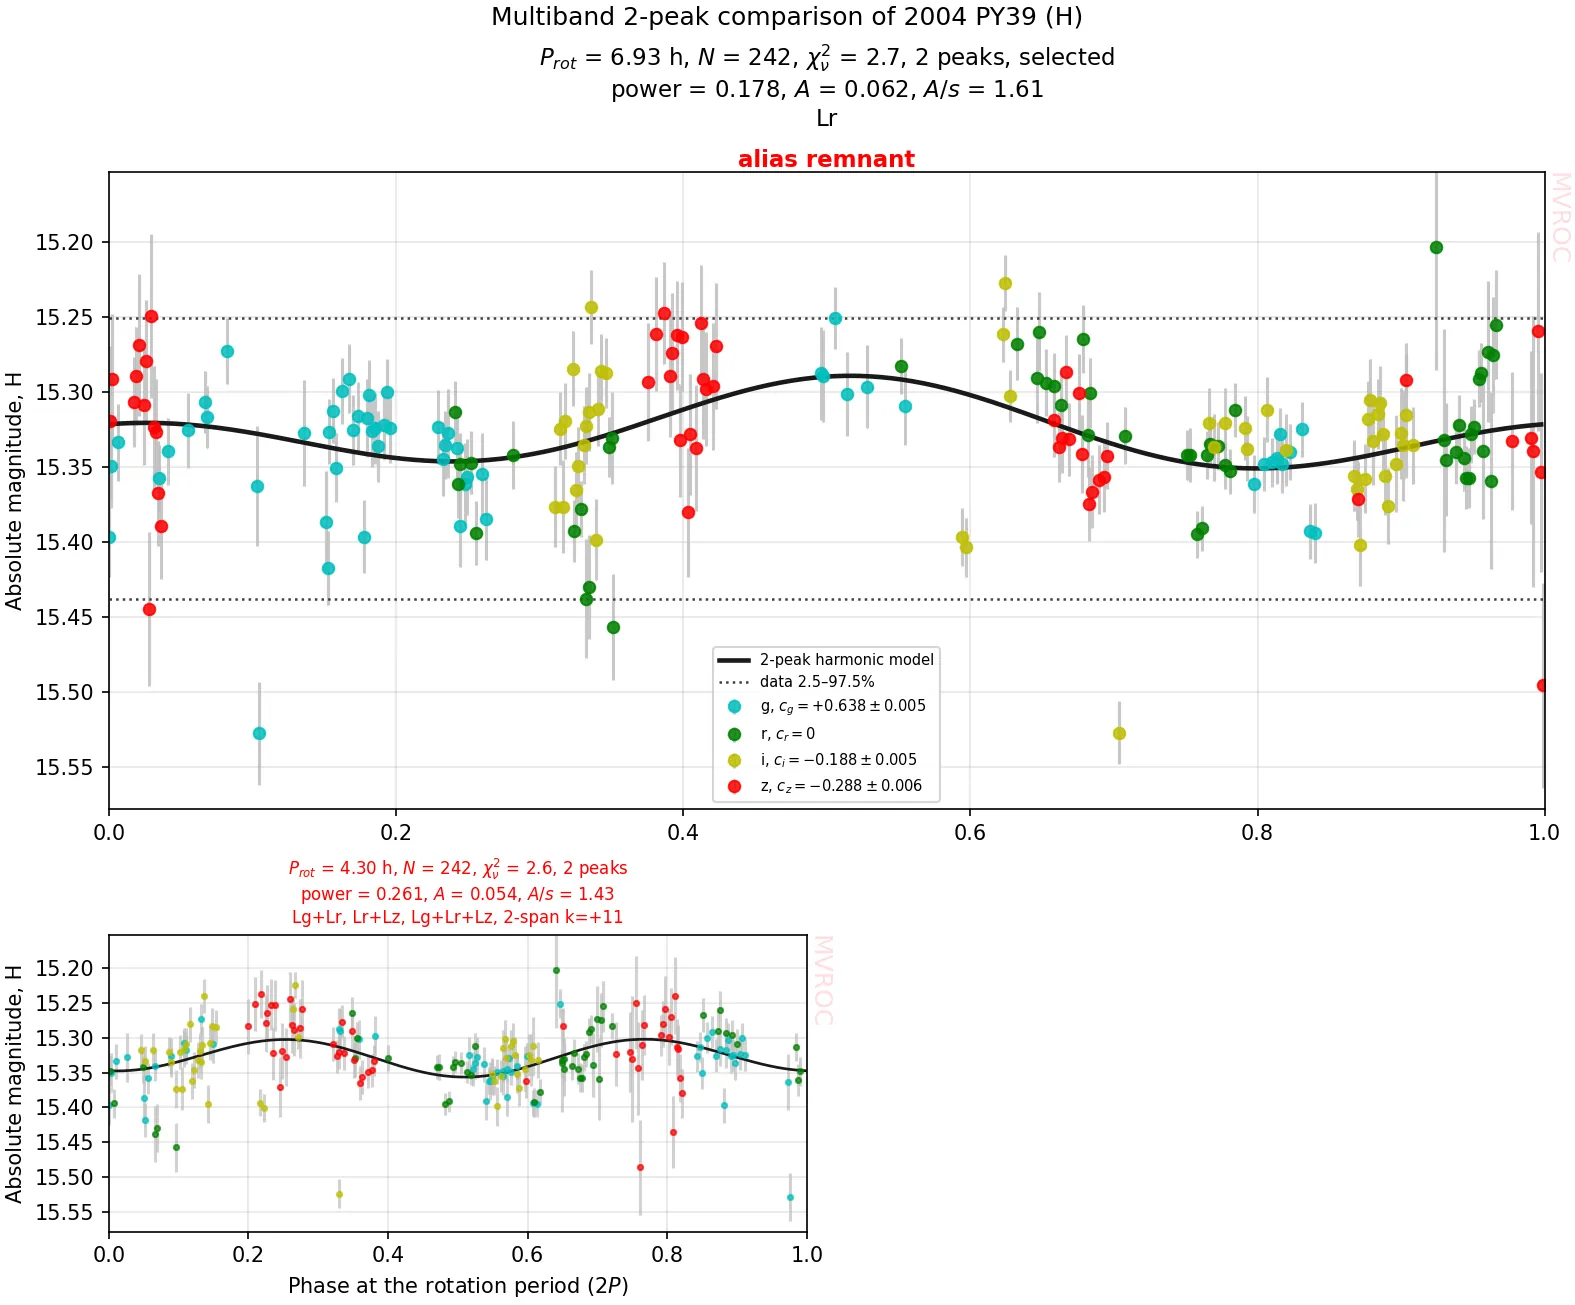 Multiband 2-peak comparison of 2004 PY39 (H)
P_rot = 6.93 h, N = 242, χ²_ν = 2.7, 2 peaks, selected
power = 0.178, A = 0.062, A/s = 1.61
Lr
alias remnant
MVROC
Absolute magnitude, H
15.20
15.25
15.30
15.35
15.40
15.45
15.50
15.55
2-peak harmonic model
data 2.5–97.5%
g, c_g = +0.638 ± 0.005
r, c_r = 0
i, c_i = −0.188 ± 0.005
z, c_z = −0.288 ± 0.006
0.0 0.2 0.4 0.6 0.8 1.0
P_rot = 4.30 h, N = 242, χ²_ν = 2.6, 2 peaks
power = 0.261, A = 0.054, A/s = 1.43
Lg+Lr, Lr+Lz, Lg+Lr+Lz, 2-span k=+11
MVROC
Absolute magnitude, H
15.20
15.25
15.30
15.35
15.40
15.45
15.50
15.55
0.0 0.2 0.4 0.6 0.8 1.0
Phase at the rotation period (2P)